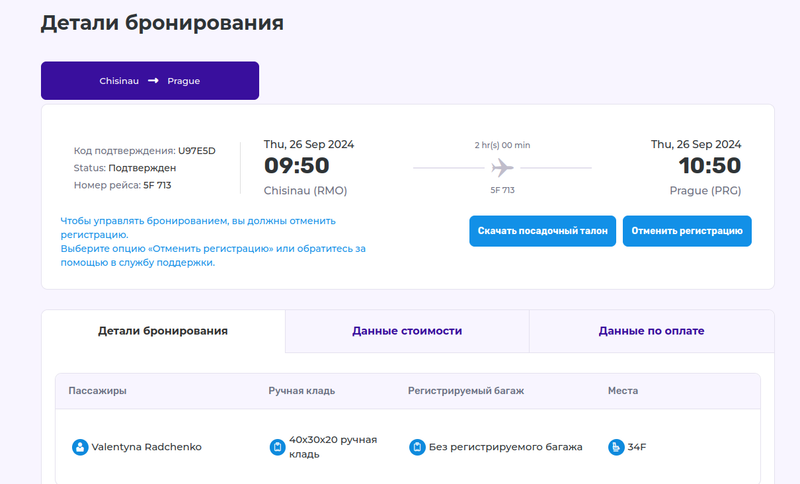 Детали бронирования
Chisinau → Prague
Код подтверждения: U97E5D
Status: Подтвержден
Номер рейса: 5F 713
Thu, 26 Sep 2024
09:50
Chisinau (RMO)
2 hr(s) 00 min
5F 713
Thu, 26 Sep 2024
10:50
Prague (PRG)
Чтобы управлять бронированием, вы должны отменить
регистрацию.
Выберите опцию «Отменить регистрацию» или обратитесь за
помощью в службу поддержки.
Скачать посадочный талон
Отменить регистрацию
Детали бронирования
Данные стоимости
Данные по оплате
Пассажиры
Ручная кладь
Регистрируемый багаж
Места
Valentyna Radchenko
40x30x20 ручная
кладь
Без регистрируемого багажа
34F